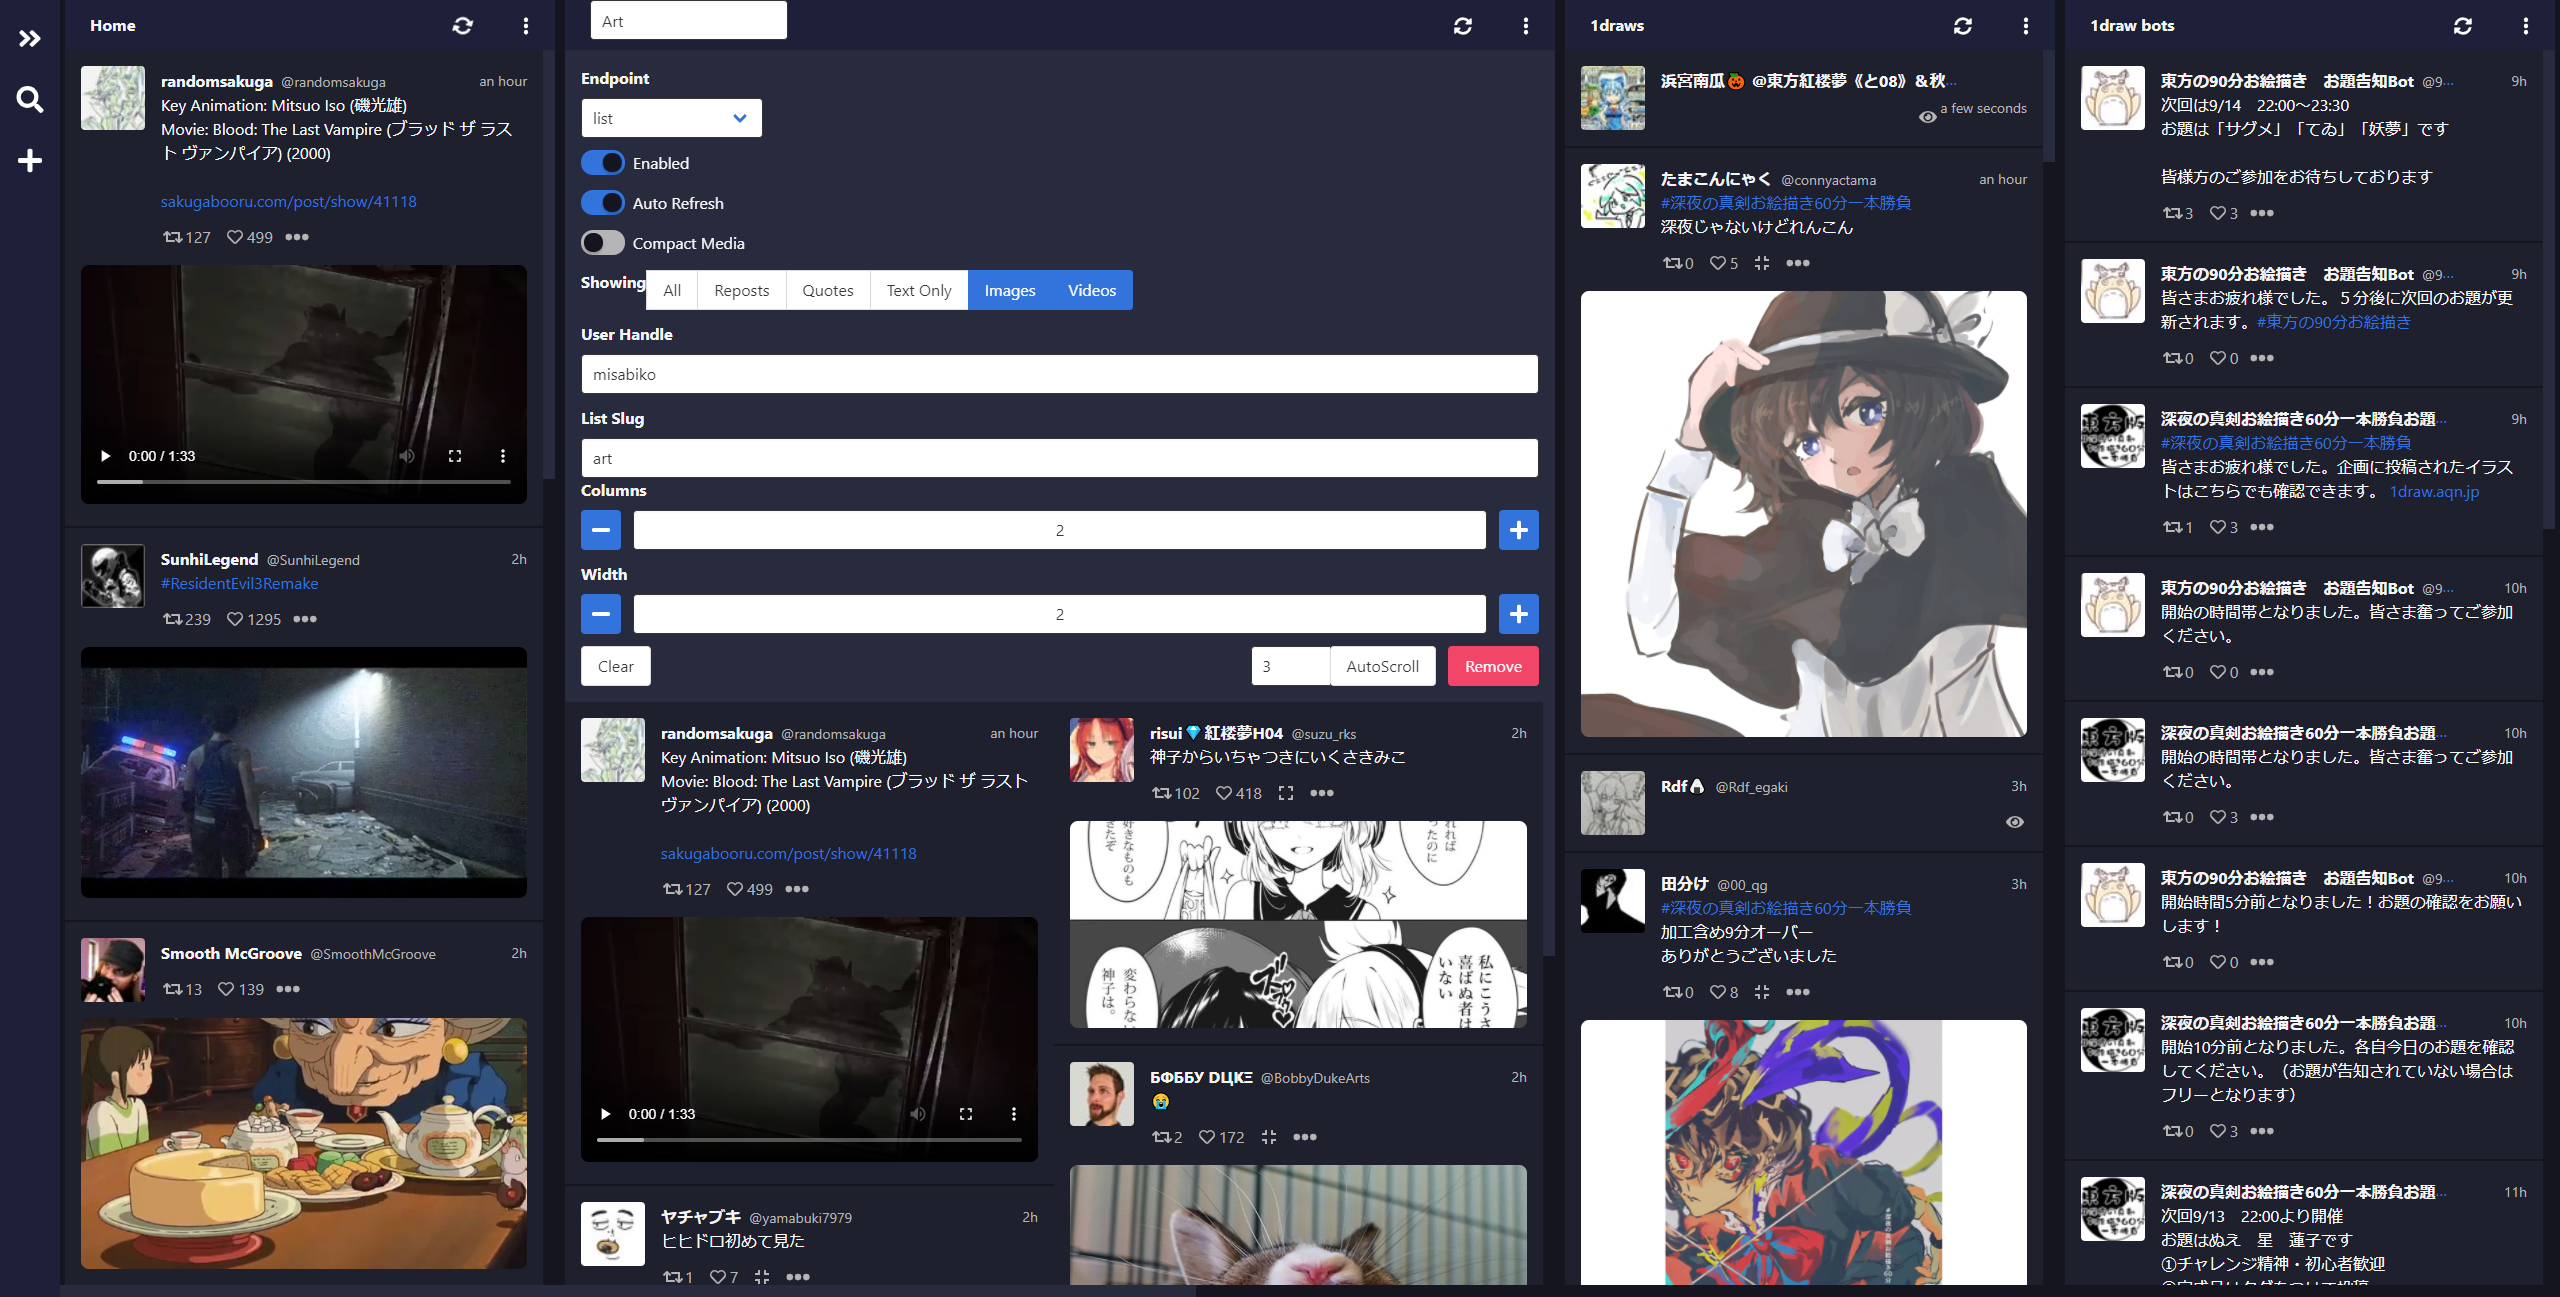 Home
randomsakuga @randomsakuga an hour
Key Animation: Mitsuo Iso (磯光雄)
Movie: Blood: The Last Vampire (ブラッド ザ ラス
ト ヴァンパイア) (2000)
sakugabooru.com/post/show/41118
127 499
0:00 / 1:33
SunhiLegend @SunhiLegend 2h
#ResidentEvil3Remake
239 1295
Smooth McGroove @SmoothMcGroove 2h
13 139
Art
Endpoint
list
Enabled
Auto Refresh
Compact Media
Showing All Reposts Quotes Text Only Images Videos
User Handle
misabiko
List Slug
art
Columns
2
Width
2
Clear 3 AutoScroll Remove
randomsakuga @randomsakuga an hour
Key Animation: Mitsuo Iso (磯光雄)
Movie: Blood: The Last Vampire (ブラッド ザ ラスト
ヴァンパイア) (2000)
sakugabooru.com/post/show/41118
127 499
0:00 / 1:33
ヤチャブキ @yamabuki7979 2h
ヒヒドロ初めて見た
1 7
risui💎紅楼夢H04 @suzu_rks 2h
神子からいちゃつきにいくさきみこ
102 418
好きなものも
きたぞ
れれば
ったのに
私にこうさ
喜ばぬ者は
いない
変わらない
神子は。
БФББУ DЦKΞ @BobbyDukeArts 2h
😭
2 172
1draws
浜宮南瓜🎃 @東方紅楼夢《と08》＆秋…
a few seconds
たまこんにゃく @connyactama an hour
#深夜の真剣お絵描き60分一本勝負
深夜じゃないけどれんこん
0 5
Rdf🍙 @Rdf_egaki 3h
田分け @00_qg 3h
#深夜の真剣お絵描き60分一本勝負
加工含め9分オーバー
ありがとうございました
0 8
1draw bots
東方の90分お絵描き　お題告知Bot @9… 9h
次回は9/14　22:00～23:30
お題は「サグメ」「てゐ」「妖夢」です
皆様方のご参加をお待ちしております
3 3
東方の90分お絵描き　お題告知Bot @9… 9h
皆さまお疲れ様でした。５分後に次回のお題が更
新されます。#東方の90分お絵描き
0 0
深夜の真剣お絵描き60分一本勝負お題… 9h
#深夜の真剣お絵描き60分一本勝負
皆さまお疲れ様でした。企画に投稿されたイラス
トはこちらでも確認できます。 1draw.aqn.jp
1 3
東方の90分お絵描き　お題告知Bot @9… 10h
開始の時間帯となりました。皆さま奮ってご参加
ください。
0 0
深夜の真剣お絵描き60分一本勝負お題… 10h
開始の時間帯となりました。皆さま奮ってご参加
ください。
0 3
東方の90分お絵描き　お題告知Bot @9… 10h
開始時間5分前となりました！お題の確認をお願い
します！
0 0
深夜の真剣お絵描き60分一本勝負お題… 10h
開始10分前となりました。各自今日のお題を確認
してください。（お題が告知されていない場合は
フリーとなります）
0 3
深夜の真剣お絵描き60分一本勝負お題… 11h
次回9/13　22:00より開催
お題はぬえ　星　蓮子です
①チャレンジ精神・初心者歓迎